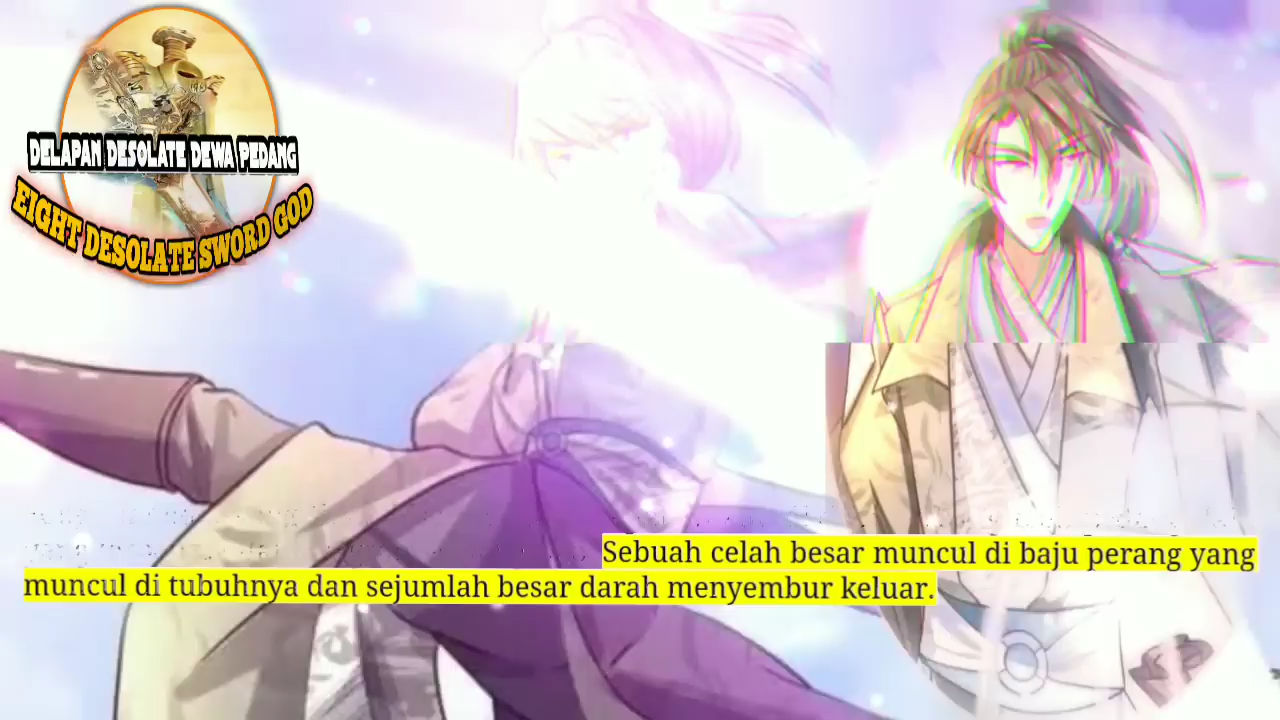 DELAPAN DESOLATE DEWA PEDANG
EIGHT DESOLATE SWORD GOD
Sebuah celah besar muncul di baju perang yang
muncul di tubuhnya dan sejumlah besar darah menyembur keluar.